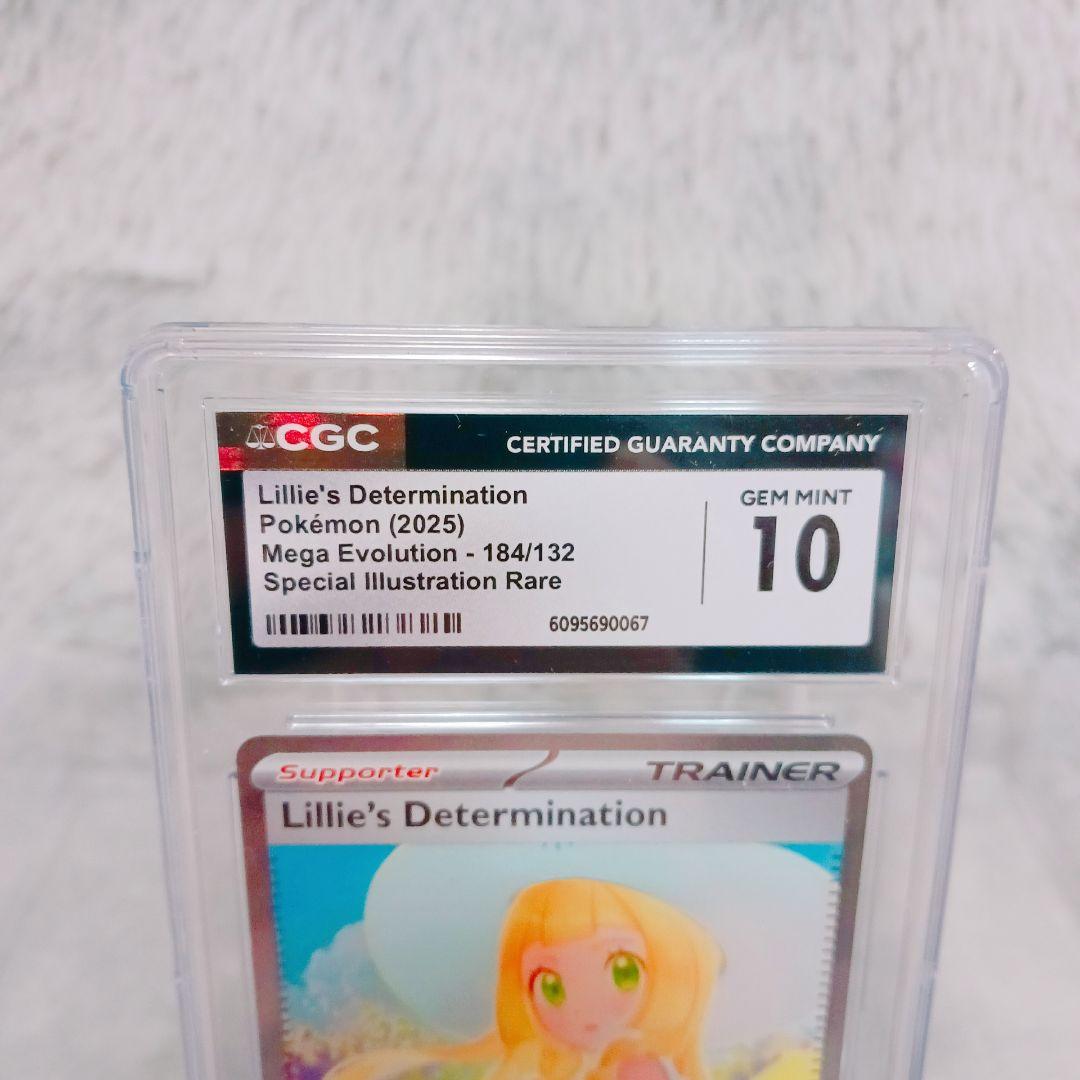 CGC
CERTIFIED GUARANTY COMPANY
Lillie's Determination
Pokémon (2025)
Mega Evolution - 184/132
Special Illustration Rare
GEM MINT
10
6095690067
Supporter
TRAINER
Lillie's Determination